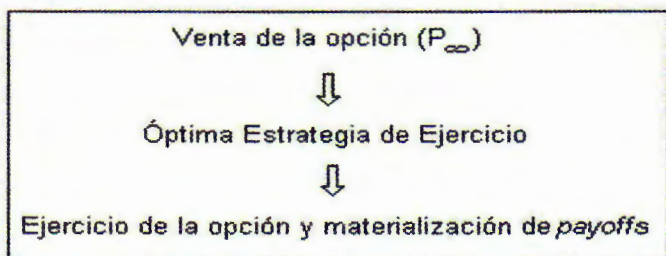 Venta de la opción (P∞)
Óptima Estrategia de Ejercicio
Ejercicio de la opción y materialización de payoffs